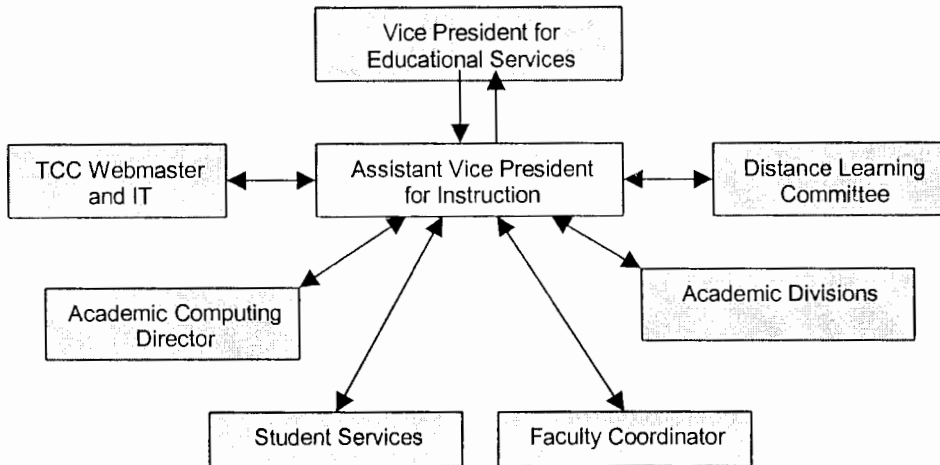 Vice President for
Educational Services
TCC Webmaster
and IT
Assistant Vice President
for Instruction
Distance Learning
Committee
Academic Computing
Director
Academic Divisions
Student Services
Faculty Coordinator